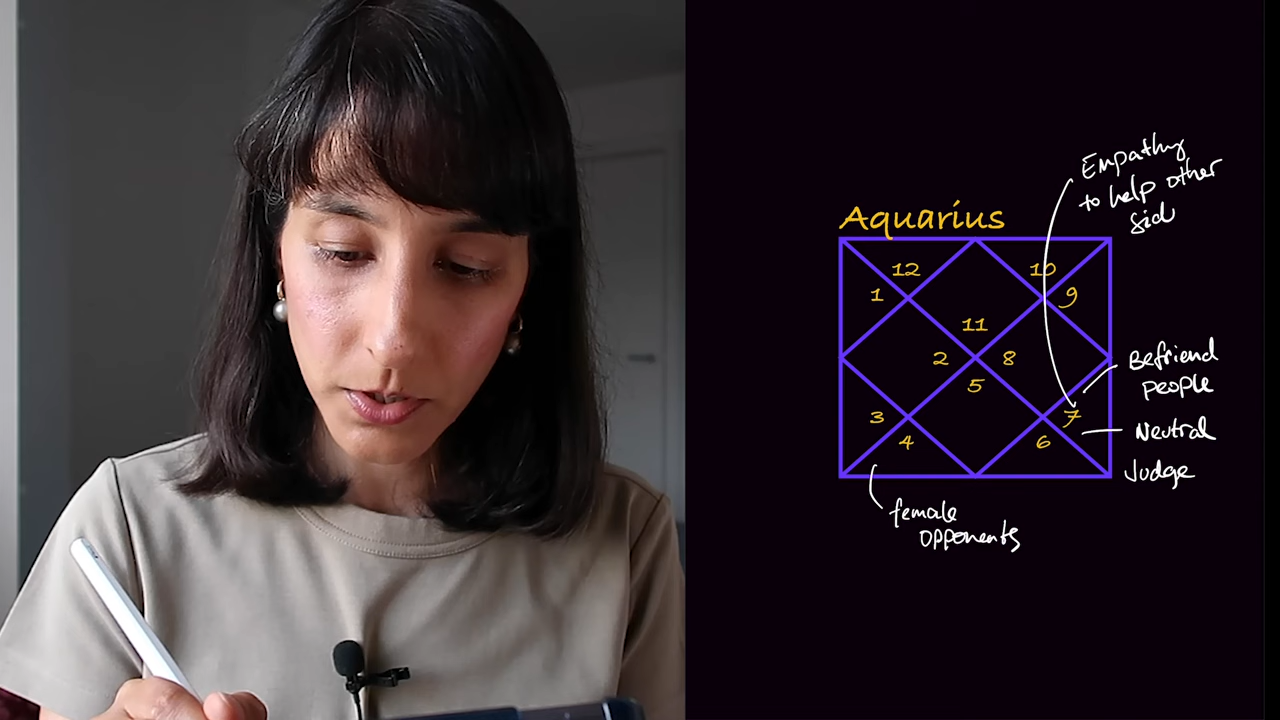 Empathy
to help other
sid
Aquarius
12
10
1
9
11
2
8
5
3
7
4
6
Befriend
people
Neutral
Judge
female
opponents